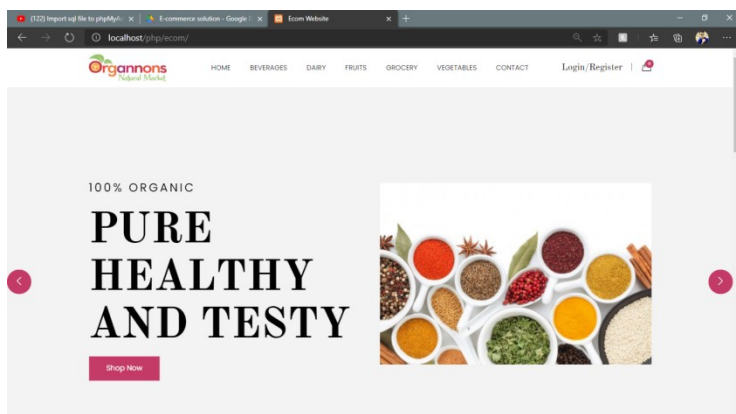 (122) Import sql file to phpMyA
E-commerce solution - Google
Ecom Website
localhost/php/ecom/
Organnons
Natural Market
HOME BEVERAGES DAIRY FRUITS GROCERY VEGETABLES CONTACT Login/Register
100% ORGANIC
PURE
HEALTHY
AND TESTY
Shop Now